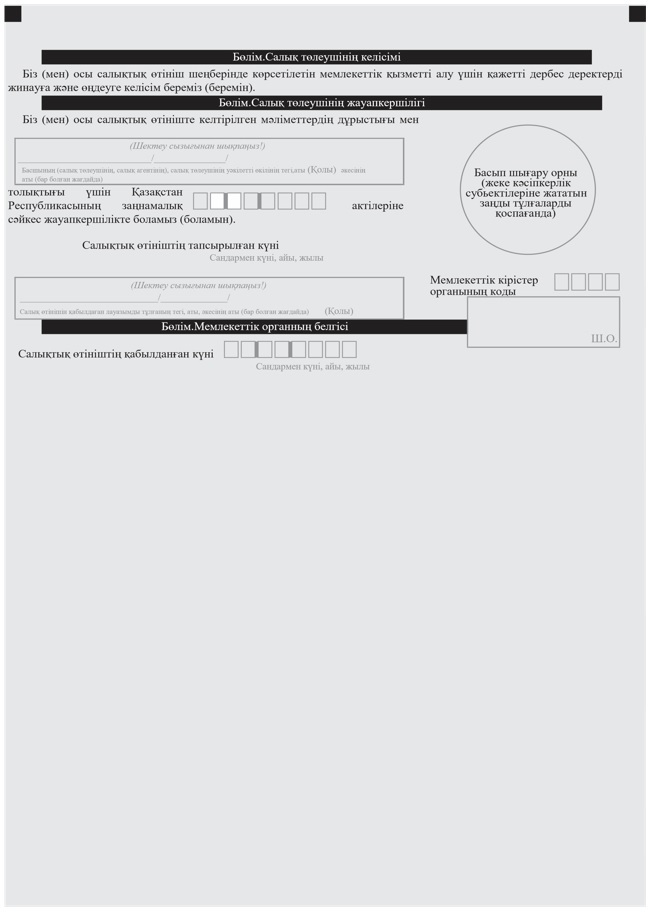 Бөлім.Салық төлеушінің келісімі
Біз (мен) осы салықтық өтініш шеңберінде көрсетілетін мемлекеттік қызметті алу үшін қажетті дербес деректерді
жинауға және өңдеуге келісім береміз (беремін).
Бөлім.Салық төлеушінің жауапкершілігі
Біз (мен) осы салықтық өтініште келтірілген мәліметтердің дұрыстығы мен
(Шектеу сызығынан шықпаңыз!)
________________________/_____________/
Басшының (салық төлеушінің, салық агентінің), салық төлеушінің уәкілетті өкілінің тегі,аты (Қолы) әкесінің
аты (бар болған жағдайда)
толықтығы үшін Қазақстан
Республикасының заңнамалық актілеріне
сәйкес жауапкершілікте боламыз (боламын).
Басып шығару орны
(жеке кәсіпкерлік
субъектілеріне жататын
заңды тұлғаларды
қоспағанда)
Салықтық өтініштің тапсырылған күні
Сандармен күні, айы, жылы
(Шектеу сызығынан шықпаңыз!)
________________________/_____________/
Салық өтінішін қабылдаған лауазымды тұлғаның тегі, аты, әкесінің аты (бар болған жағдайда) (Қолы)
Мемлекеттік кірістер
органының коды
Ш.О.
Бөлім.Мемлекеттік органның белгісі
Салықтық өтініштің қабылданған күні
Сандармен күні, айы, жылы